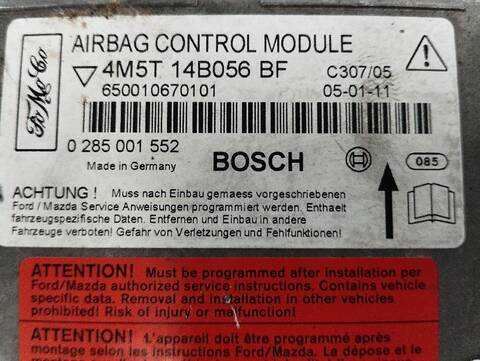 AIRBAG CONTROL MODULE
4M5T 14B056 BF
C307/05
650010670101
05-01-11
FoMoCo
0 285 001 552
Made in Germany
BOSCH
085
ACHTUNG ! Muss nach Einbau gemaess vorgeschriebenen
Ford / Mazda Service Anweisungen programmiert werden. Enthaelt
fahrzeugspezifische Daten. Entfernen und Einbau in andere
Fahrzeuge verboten! Gefahr von Verletzungen und Fehlfunktionen!
ATTENTION! Must be programmed after installation per
Ford/Mazda authorized service instructions. Contains vehicle
specific data. Removal and installation in other vehicles
prohibited! Risk of injury or malfunction!
ATTENTION ! L'appareil doit être programmé après
montage selon les instructions Ford/Mazda. La dépose et le